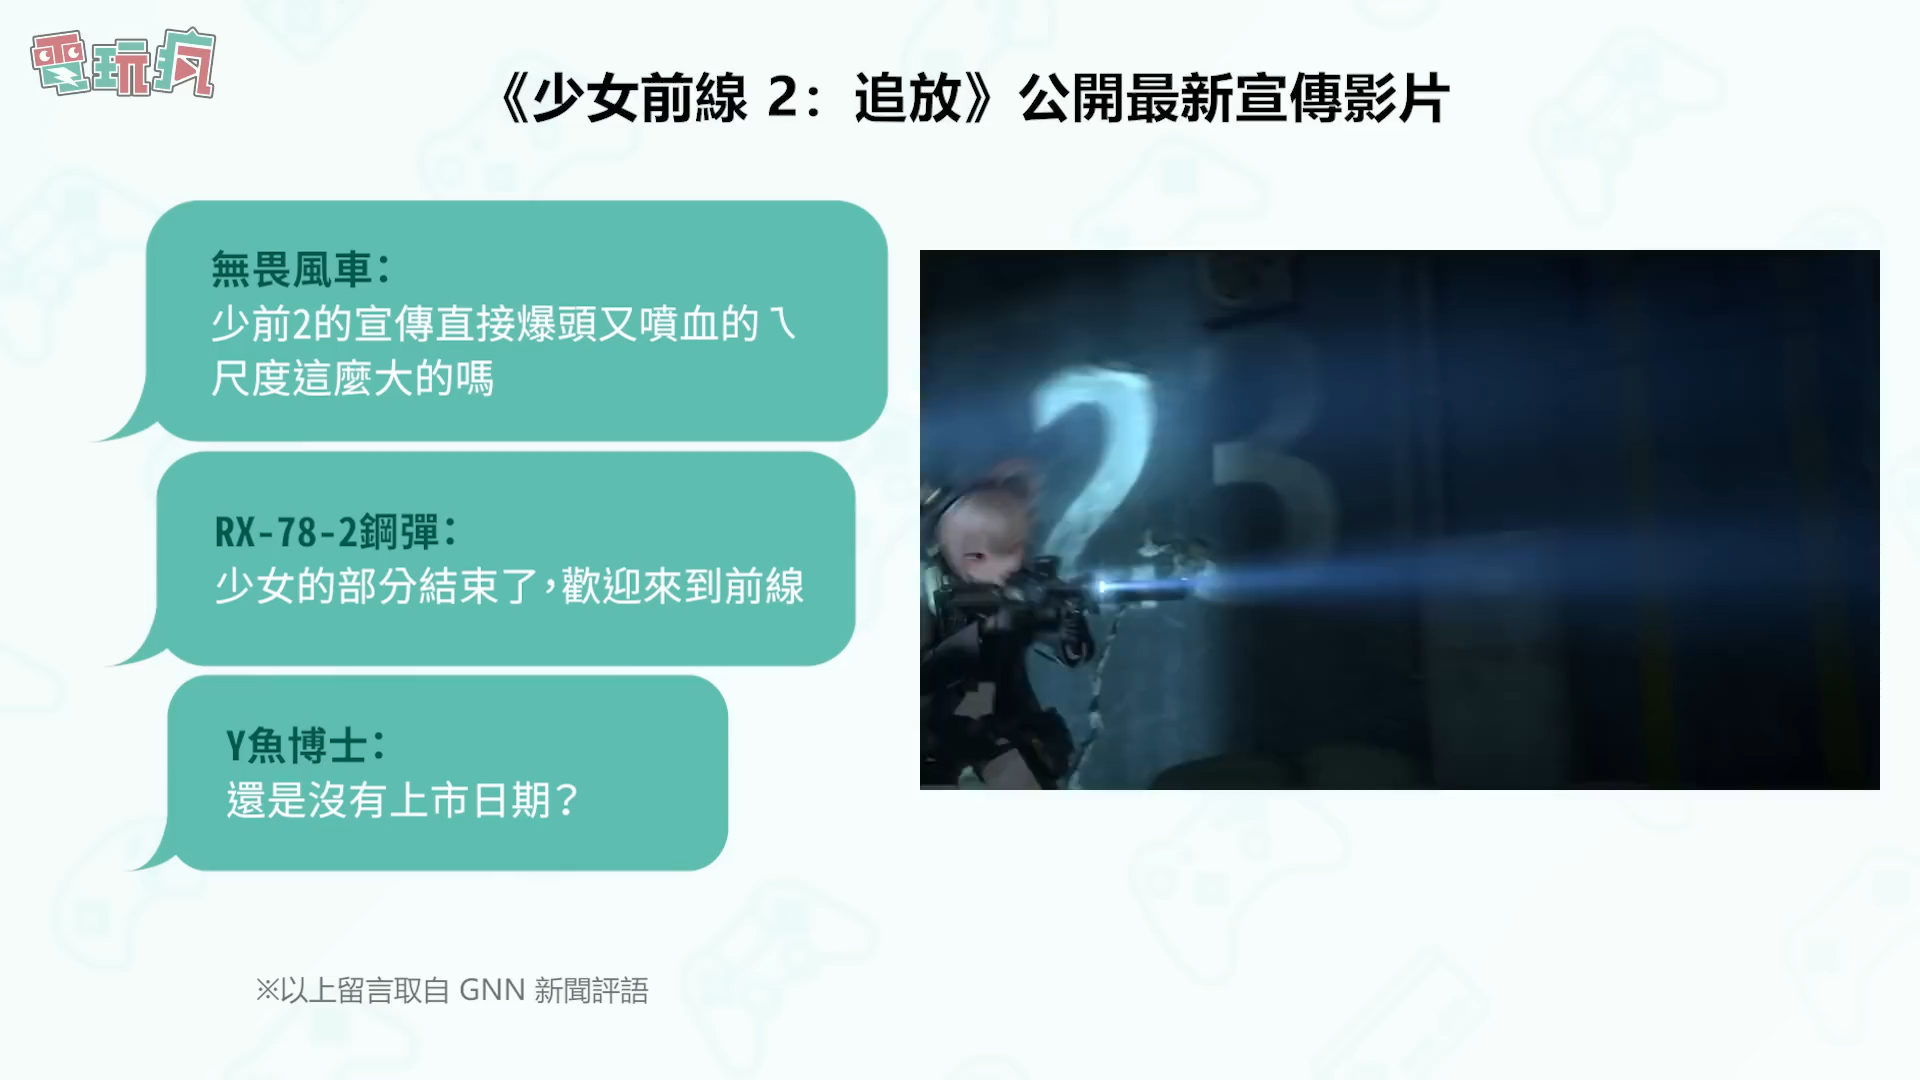 電玩瘋
《少女前線 2：追放》公開最新宣傳影片
無畏風車：
少前2的宣傳直接爆頭又噴血的ㄟ
尺度這麼大的嗎
RX-78-2鋼彈：
少女的部分結束了，歡迎來到前線
Y魚博士：
還是沒有上市日期？
2 3
※以上留言取自 GNN 新聞評語